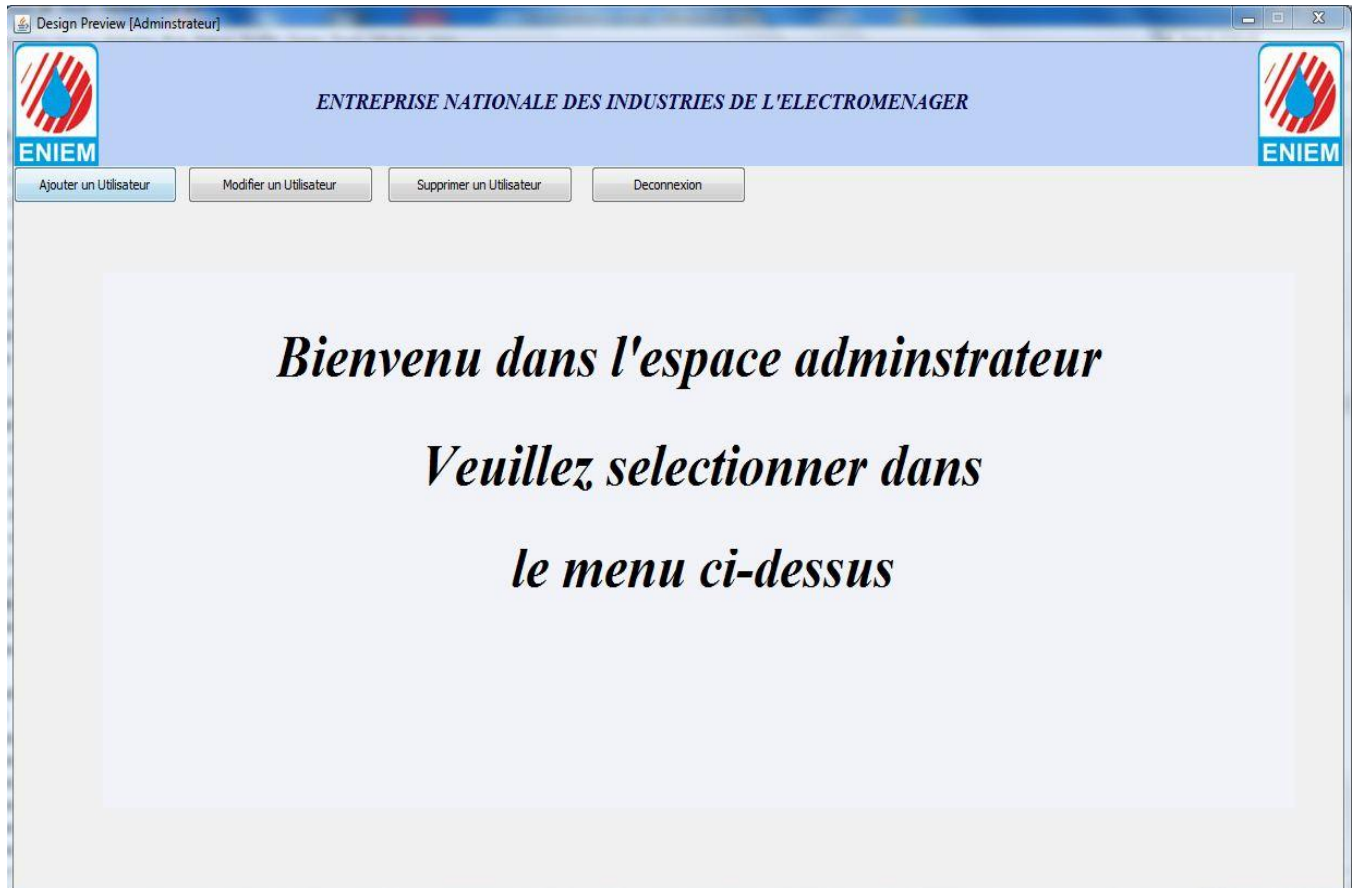 Design Preview [Adminstrateur]
ENTREPRISE NATIONALE DES INDUSTRIES DE L'ELECTROMENAGER
ENIEM
ENIEM
Ajouter un Utilisateur
Modifier un Utilisateur
Supprimer un Utilisateur
Deconnexion
Bienvenu dans l'espace adminstrateur
Veuillez selectionner dans
le menu ci-dessus